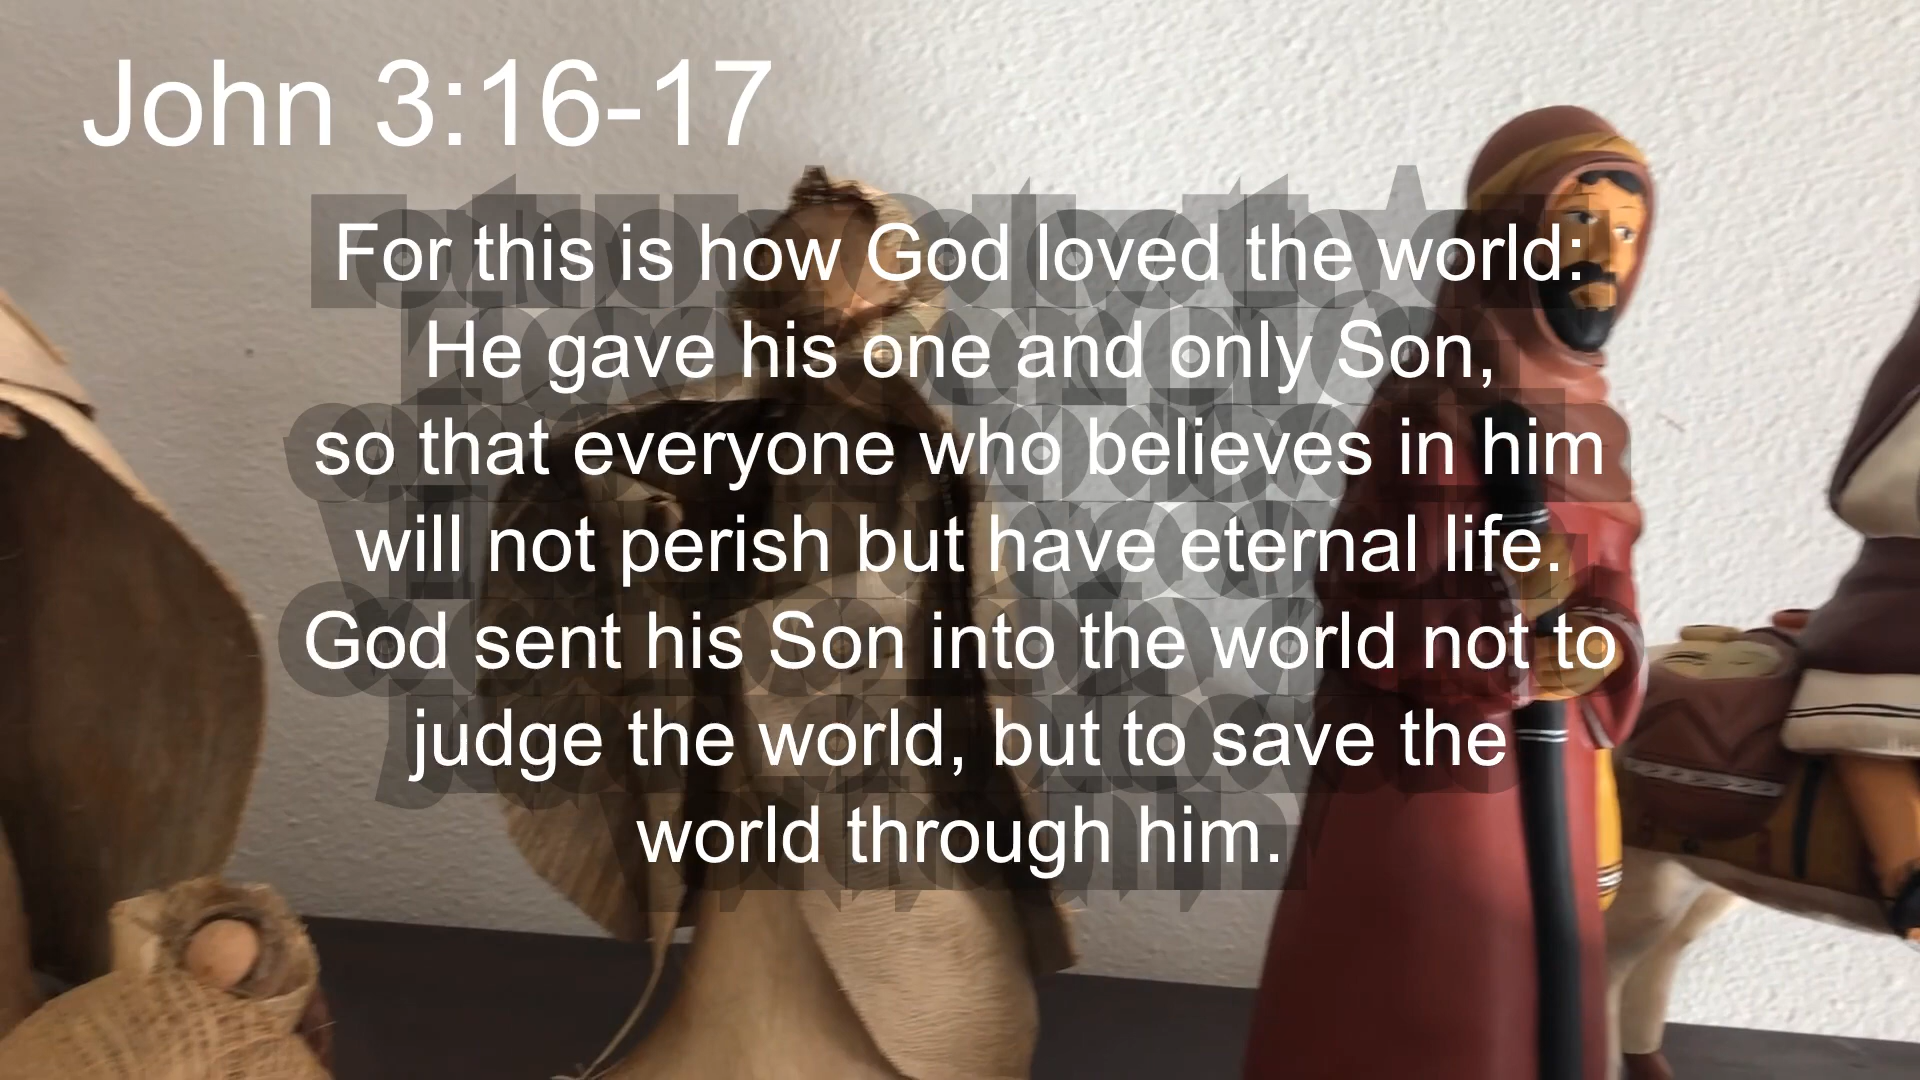 John 3:16-17
For this is how God loved the world:
He gave his one and only Son,
so that everyone who believes in him
will not perish but have eternal life.
God sent his Son into the world not to
judge the world, but to save the
world through him.